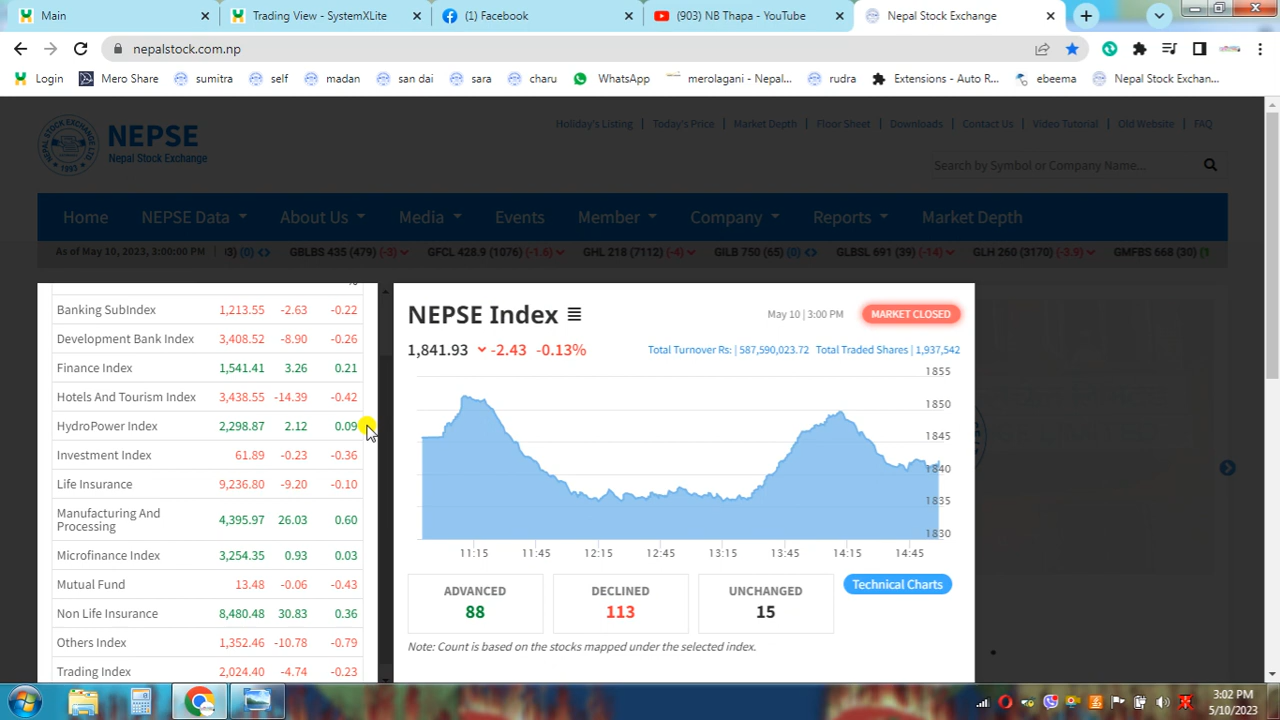 Main
Trading View - SystemXLite
(1) Facebook
(903) NB Thapa - YouTube
Nepal Stock Exchange
nepalstock.com.np
Login Mero Share sumitra self madan san dai sara charu WhatsApp merolagani - Nepal... rudra Extensions - Auto R... ebeema Nepal Stock Exchan...
NEPSE
Nepal Stock Exchange
Holiday's Listing Today's Price Market Depth Floor Sheet Downloads Contact Us Video Tutorial Old Website FAQ
Search by Symbol or Company Name...
Home NEPSE Data About Us Media Events Member Company Reports Market Depth
As of May 10, 2023, 3:00:00 PM 3) (0) GBLBS 435 (479) (-3) GFCL 428.9 (1076) (-1.6) GHL 218 (7112) (-4) GILB 750 (65) (0) GLBSL 691 (39) (-14) GLH 260 (3170) (-3.9) GMFBS 668 (30) (1
%
Banking SubIndex 1,213.55 -2.63 -0.22
Development Bank Index 3,408.52 -8.90 -0.26
Finance Index 1,541.41 3.26 0.21
Hotels And Tourism Index 3,438.55 -14.39 -0.42
HydroPower Index 2,298.87 2.12 0.09
Investment Index 61.89 -0.23 -0.36
Life Insurance 9,236.80 -9.20 -0.10
Manufacturing And
Processing 4,395.97 26.03 0.60
Microfinance Index 3,254.35 0.93 0.03
Mutual Fund 13.48 -0.06 -0.43
Non Life Insurance 8,480.48 30.83 0.36
Others Index 1,352.46 -10.78 -0.79
Trading Index 2,024.40 -4.74 -0.23
NEPSE Index
May 10 | 3:00 PM MARKET CLOSED
1,841.93 -2.43 -0.13%
Total Turnover Rs: | 587,590,023.72 Total Traded Shares | 1,937,542
1855
1850
1845
1840
1835
1830
11:15 11:45 12:15 12:45 13:15 13:45 14:15 14:45
ADVANCED
88
DECLINED
113
UNCHANGED
15
Technical Charts
Note: Count is based on the stocks mapped under the selected index.
3:02 PM
5/10/2023